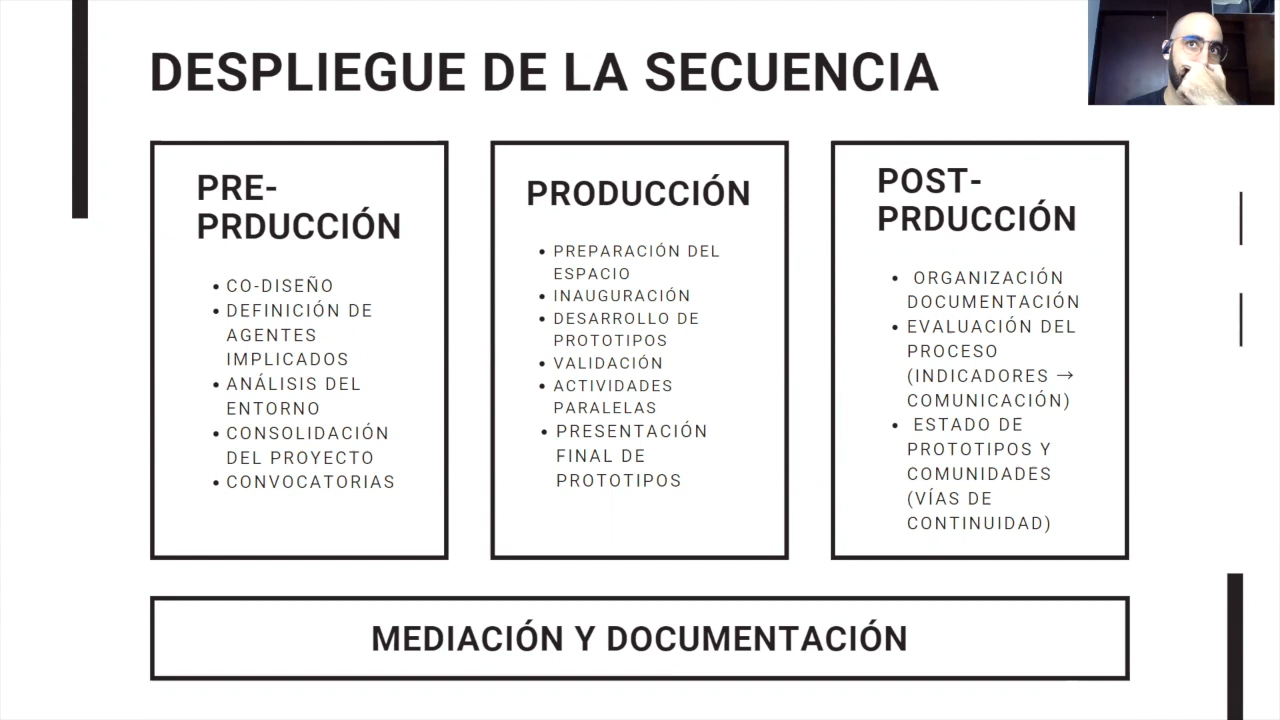 DESPLIEGUE DE LA SECUENCIA
PRE-
PRDUCCIÓN
• CO-DISEÑO
• DEFINICIÓN DE
AGENTES
IMPLICADOS
• ANÁLISIS DEL
ENTORNO
• CONSOLIDACIÓN
DEL PROYECTO
• CONVOCATORIAS
PRODUCCIÓN
• PREPARACIÓN DEL
ESPACIO
• INAUGURACIÓN
• DESARROLLO DE
PROTOTIPOS
• VALIDACIÓN
• ACTIVIDADES
PARALELAS
• PRESENTACIÓN
FINAL DE
PROTOTIPOS
POST-
PRDUCCIÓN
• ORGANIZACIÓN
DOCUMENTACIÓN
• EVALUACIÓN DEL
PROCESO
(INDICADORES →
COMUNICACIÓN)
• ESTADO DE
PROTOTIPOS Y
COMUNIDADES
(VÍAS DE
CONTINUIDAD)
MEDIACIÓN Y DOCUMENTACIÓN